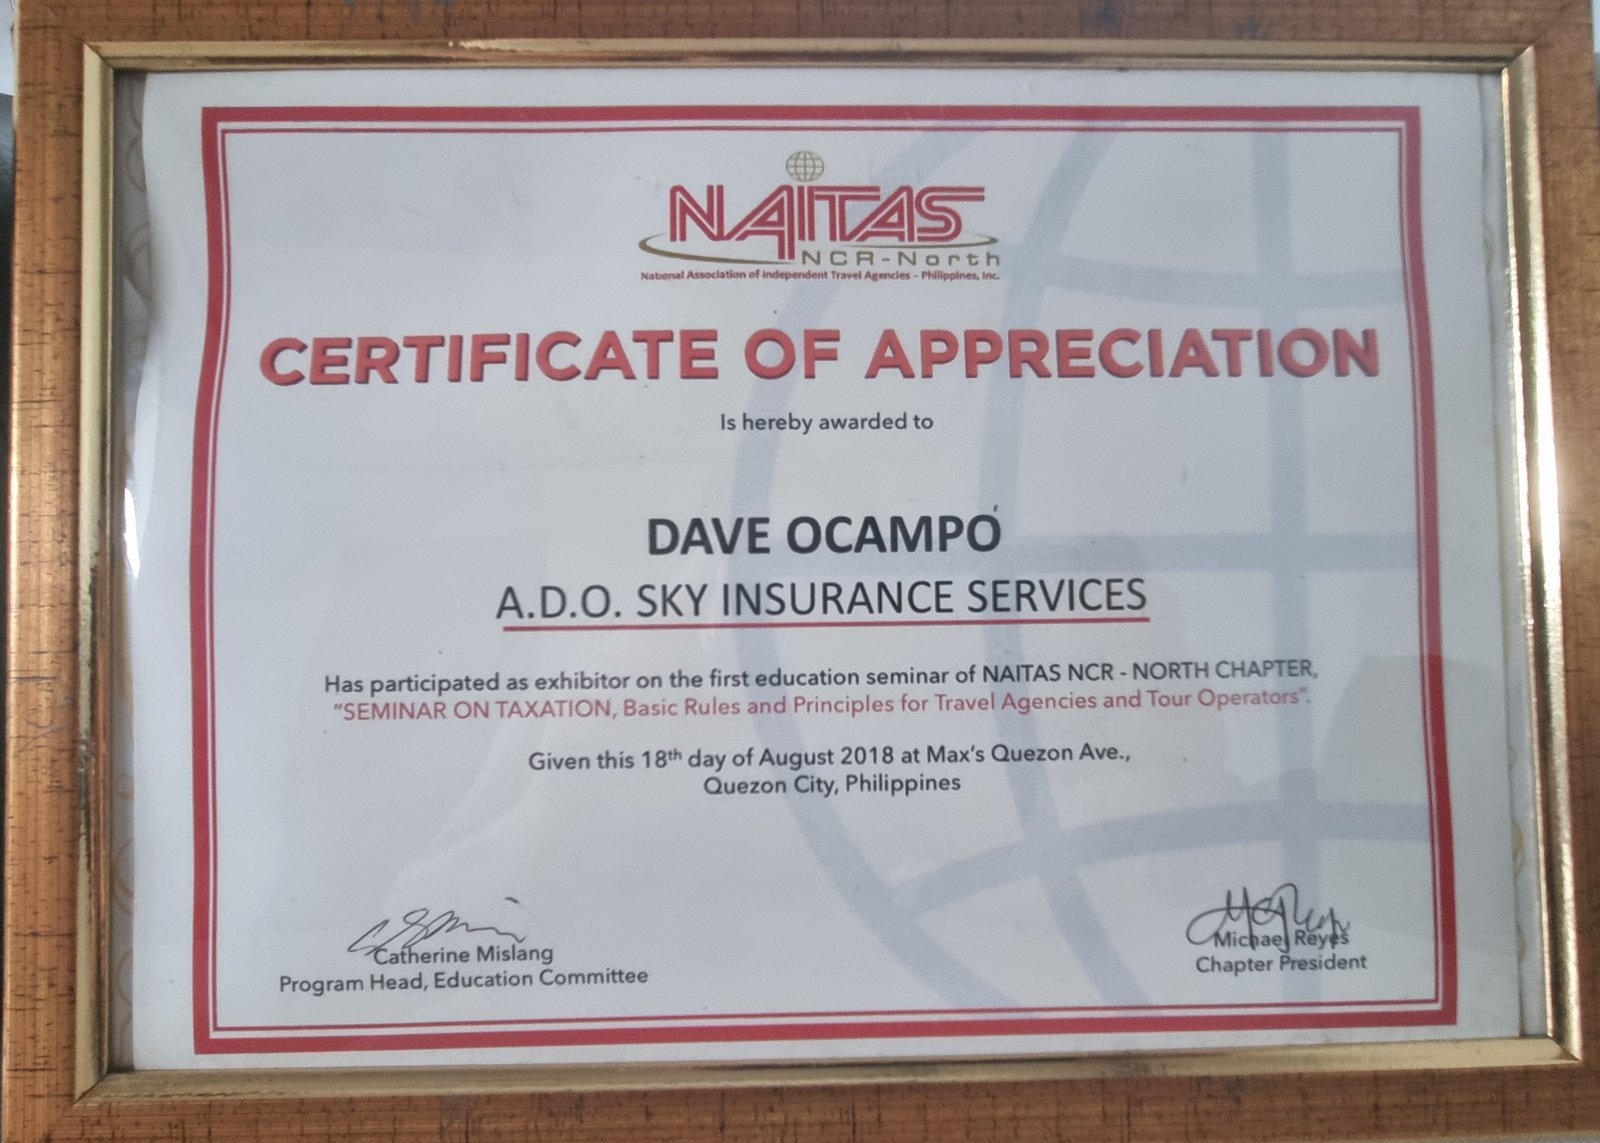 NAITAS
NCR-North
National Association of Independent Travel Agencies – Philippines, Inc.
CERTIFICATE OF APPRECIATION
Is hereby awarded to
DAVE OCAMPO
A.D.O. SKY INSURANCE SERVICES
Has participated as exhibitor on the first education seminar of NAITAS NCR - NORTH CHAPTER,
"SEMINAR ON TAXATION, Basic Rules and Principles for Travel Agencies and Tour Operators".
Given this 18th day of August 2018 at Max's Quezon Ave.,
Quezon City, Philippines
Catherine Mislang
Program Head, Education Committee
Michael Reyes
Chapter President